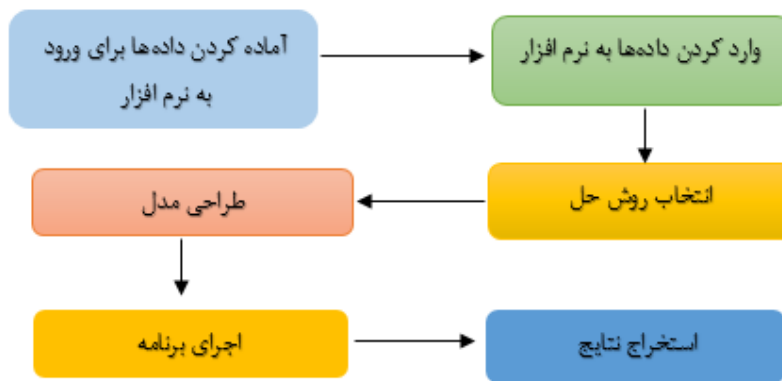 آماده کردن داده‌ها برای ورود
به نرم افزار
وارد کردن داده‌ها به نرم افزار
انتخاب روش حل
طراحی مدل
اجرای برنامه
استخراج نتایج